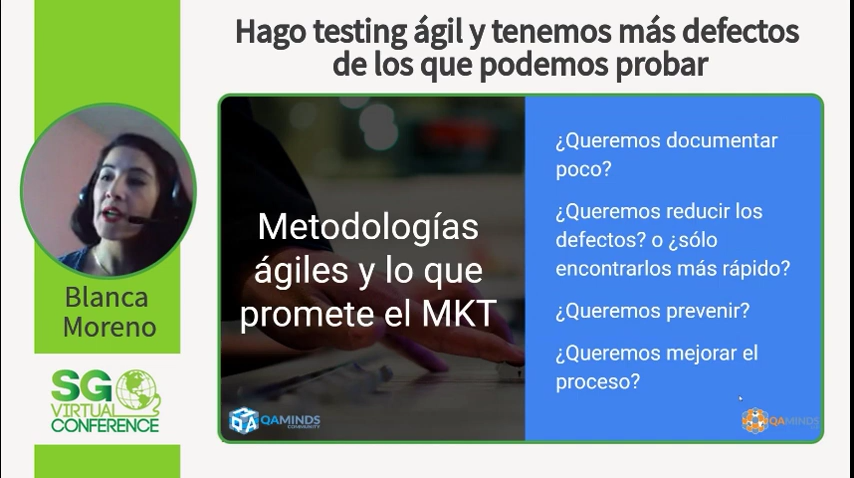 Hago testing ágil y tenemos más defectos
de los que podemos probar
Blanca
Moreno
SG
VIRTUAL
CONFERENCE
Metodologías
ágiles y lo que
promete el MKT
QAMINDS
COMMUNITY
¿Queremos documentar
poco?
¿Queremos reducir los
defectos? o ¿sólo
encontrarlos más rápido?
¿Queremos prevenir?
¿Queremos mejorar el
proceso?
QAMINDS